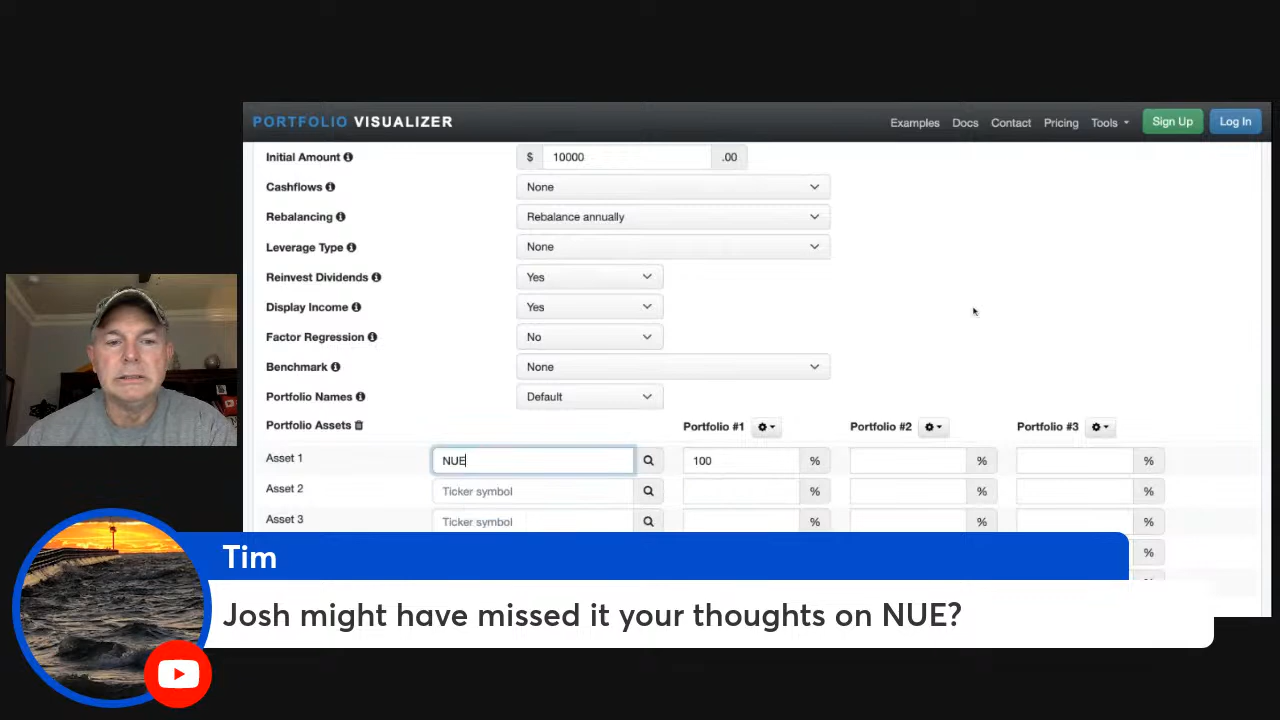 PORTFOLIO VISUALIZER
Examples Docs Contact Pricing Tools Sign Up Log In
Initial Amount $ 10000 .00
Cashflows None
Rebalancing Rebalance annually
Leverage Type None
Reinvest Dividends Yes
Display Income Yes
Factor Regression No
Benchmark None
Portfolio Names Default
Portfolio Assets Portfolio #1 Portfolio #2 Portfolio #3
Asset 1 NUE 100 % % %
Asset 2 Ticker symbol % % %
Asset 3 Ticker symbol % % %
%
Tim
Josh might have missed it your thoughts on NUE?